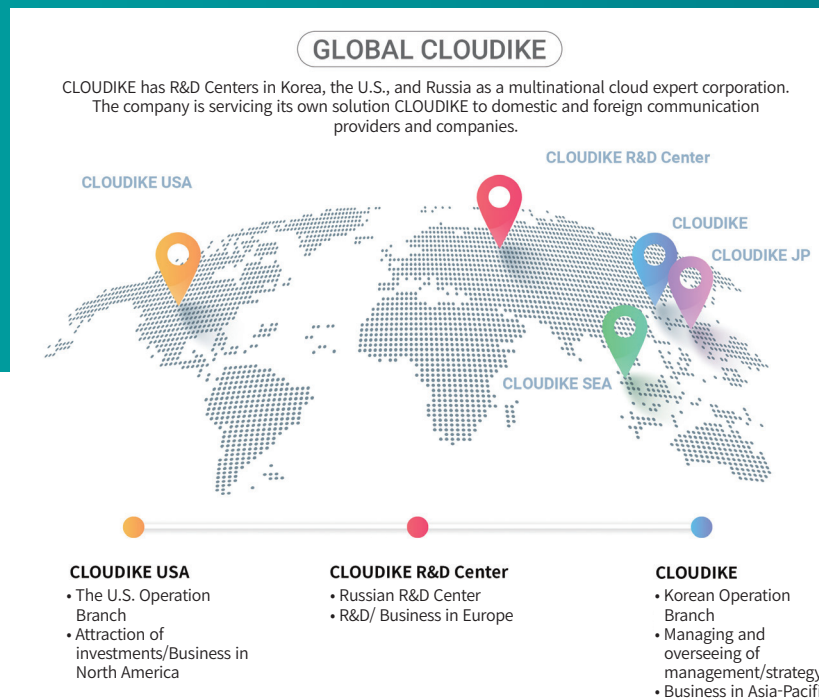 GLOBAL CLOUDIKE
CLOUDIKE has R&D Centers in Korea, the U.S., and Russia as a multinational cloud expert corporation.
The company is servicing its own solution CLOUDIKE to domestic and foreign communication
providers and companies.
CLOUDIKE R&D Center
CLOUDIKE USA
CLOUDIKE
CLOUDIKE JP
CLOUDIKE SEA
CLOUDIKE USA
• The U.S. Operation
Branch
• Attraction of
investments/Business in
North America
CLOUDIKE R&D Center
• Russian R&D Center
• R&D/ Business in Europe
CLOUDIKE
• Korean Operation
Branch
• Managing and
overseeing of
management/strategy
• Business in